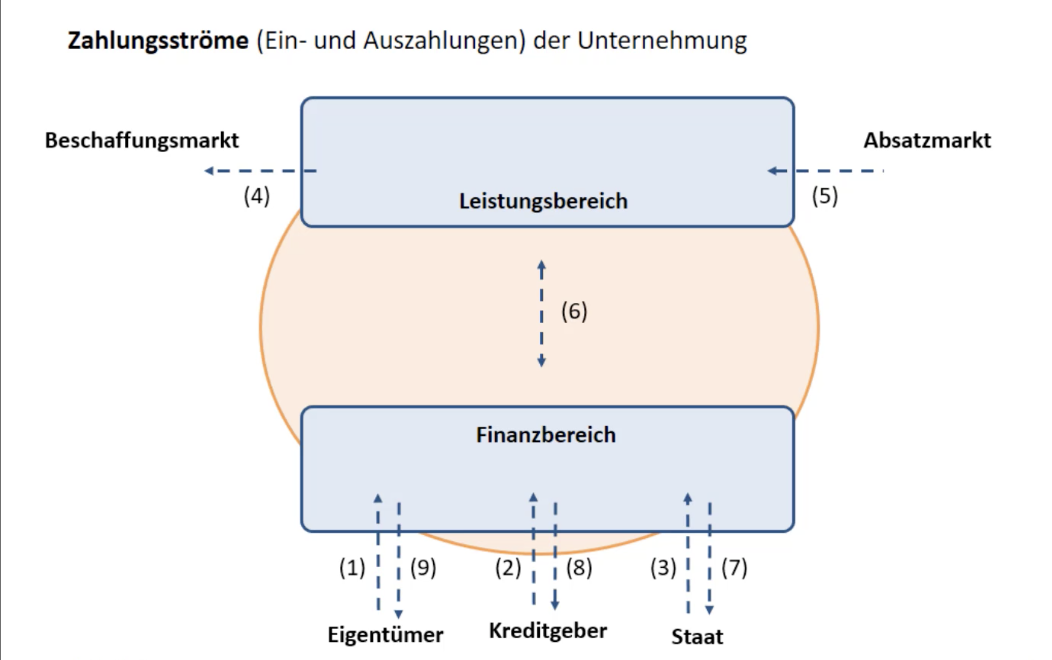 Zahlungsströme (Ein- und Auszahlungen) der Unternehmung
Beschaffungsmarkt
Absatzmarkt
(4)
(5)
Leistungsbereich
(6)
Finanzbereich
(1)
(9)
(2)
(8)
(3)
(7)
Eigentümer
Kreditgeber
Staat